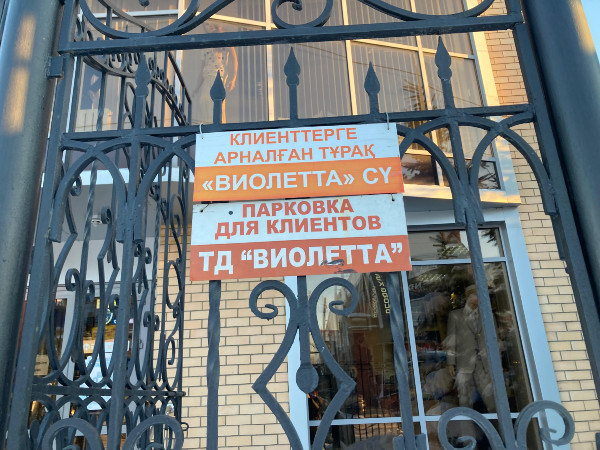 КЛИЕНТТЕРГЕ
АРНАЛҒАН ТҰРАҚ
«ВИОЛЕТТА» СҮ
ПАРКОВКА
ДЛЯ КЛИЕНТОВ
ТД “ВИОЛЕТТА”